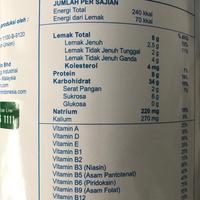 JUMLAH PER SAJIAN
Energi Total 240 kkal
Energi dari Lemak 70 kkal
Lemak Total 8 g
Lemak Jenuh 2,5 g
Lemak Tidak Jenuh Tunggal 2 g
Lemak Tidak Jenuh Ganda 4 g
Kolesterol 4 mg
Protein 8 g
Karbohidrat 34 g
Serat Pangan 2 g
Sukrosa 6 g
Glukosa 0 g
Natrium 220 mg
Kalium 270 mg
Vitamin A
Vitamin D
Vitamin E
Vitamin B1
Vitamin B2
Vitamin B3 (Niasin)
Vitamin B5 (Asam Pantotenat)
Vitamin B6 (Piridoksin)
Vitamin B9 (Asam Folat)
Vitamin B12